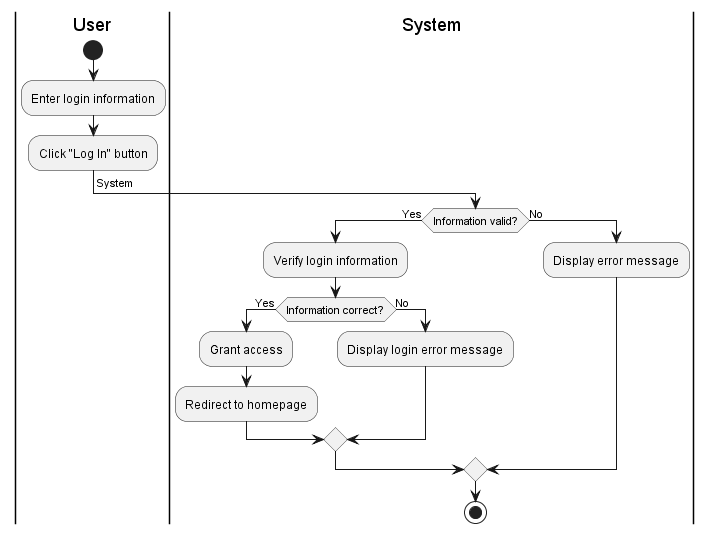 User
System
Enter login information
Click "Log In" button
System
Yes
Information valid?
No
Verify login information
Display error message
Yes
Information correct?
No
Grant access
Display login error message
Redirect to homepage